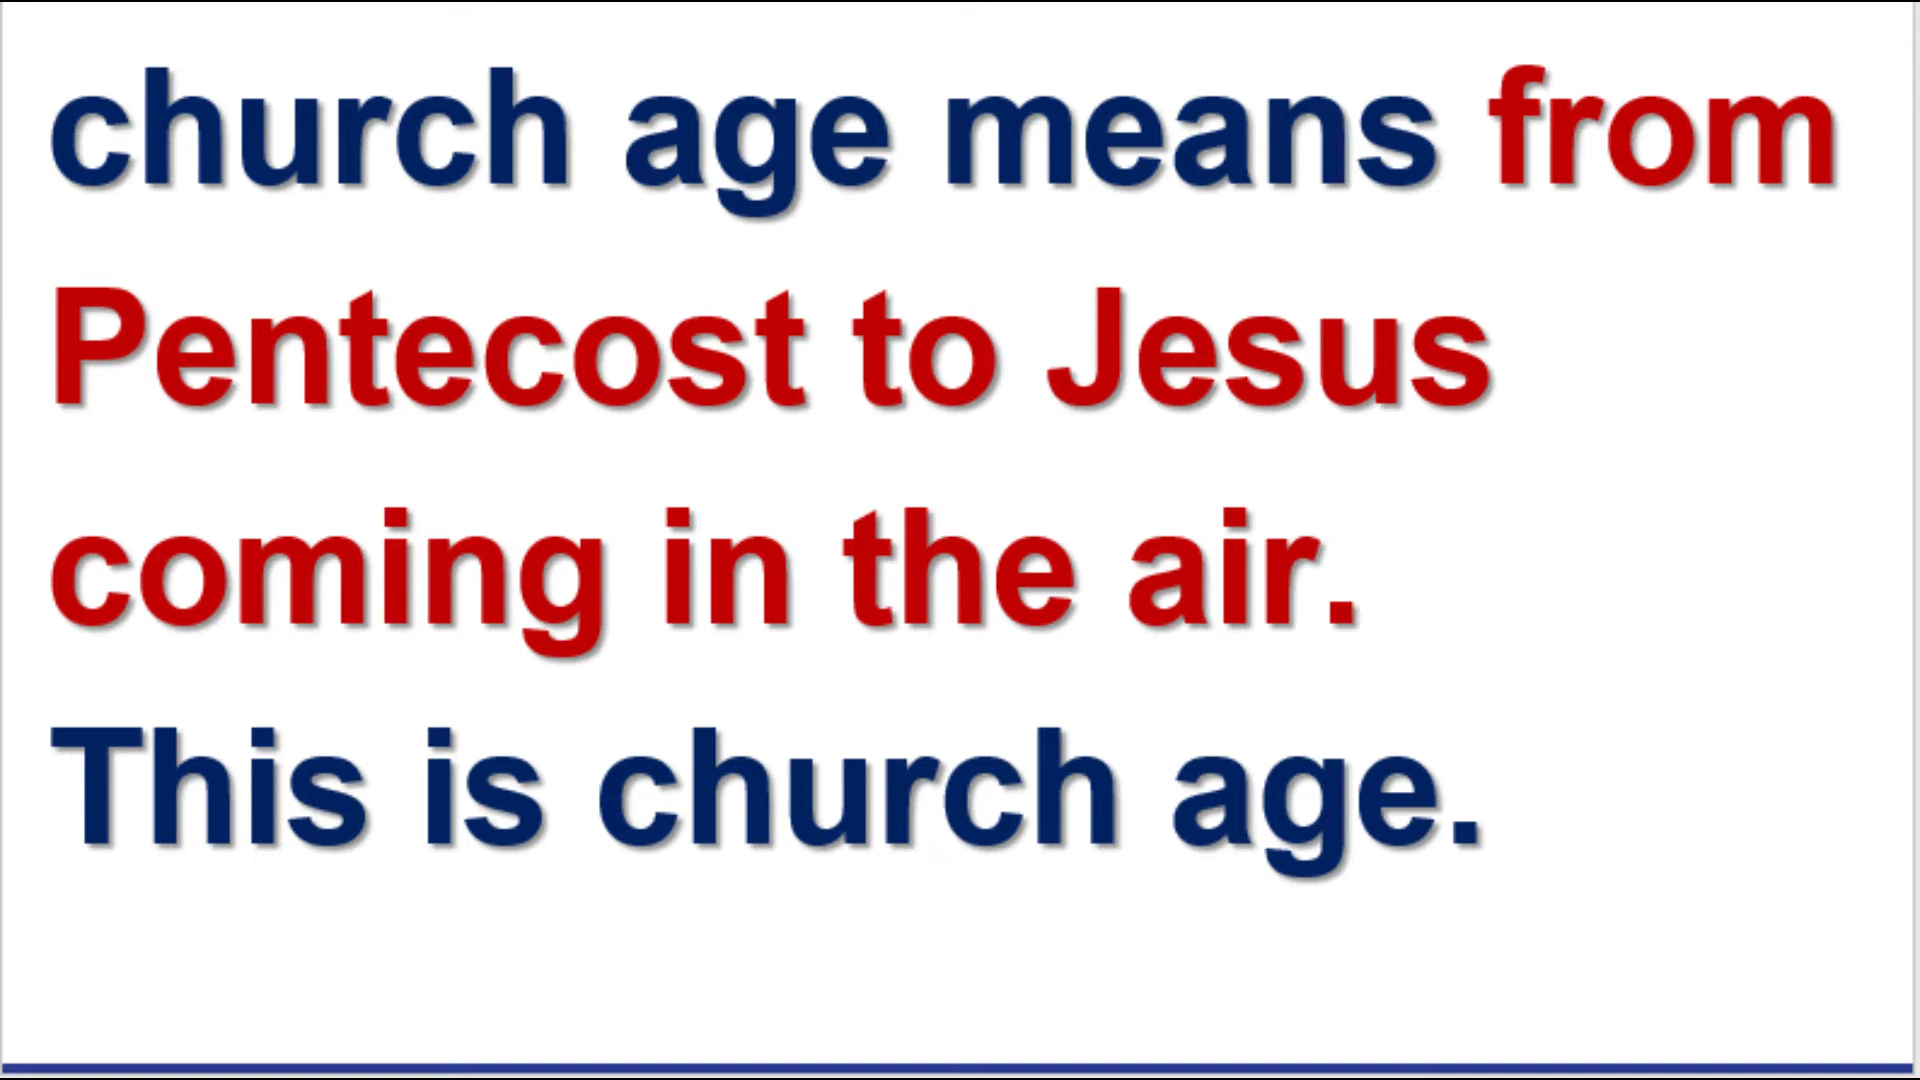 church age means from
Pentecost to Jesus
coming in the air.
This is church age.